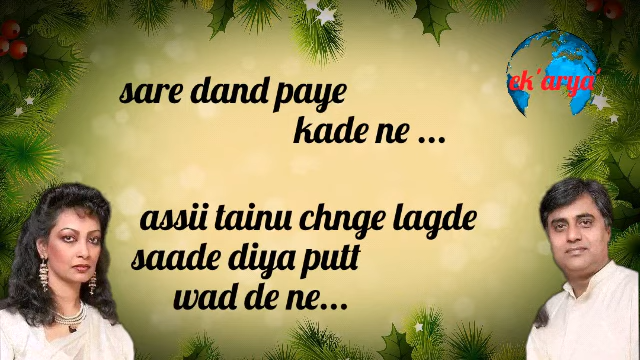 ek'arya'
sare dand paye
kade ne ...
assii tainu chnge lagde
saade diya putt
wad de ne...